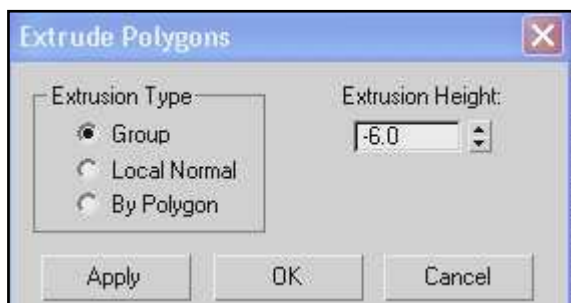 Extrude Polygons
Extrusion Type
Extrusion Height:
Group
-6.0
Local Normal
By Polygon
Apply
OK
Cancel